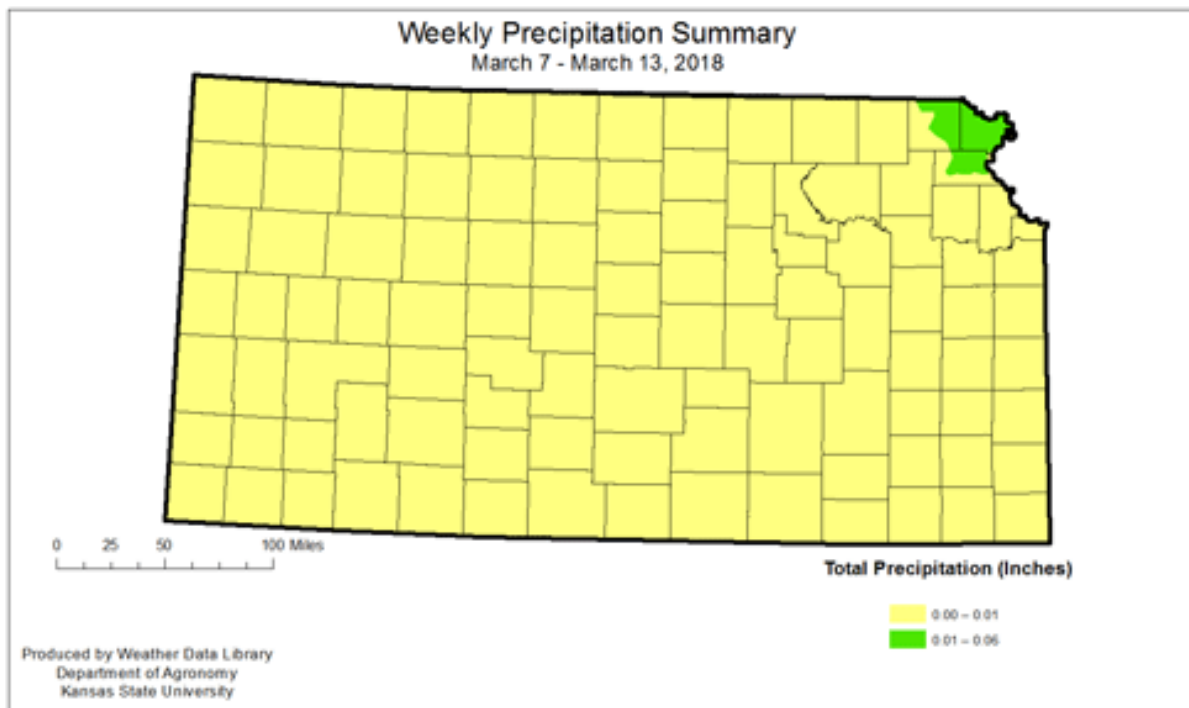 Weekly Precipitation Summary
March 7 - March 13, 2018
0 25 50 100 Miles
Total Precipitation (Inches)
0.00 – 0.01
0.01 – 0.06
Produced by Weather Data Library
Department of Agronomy
Kansas State University